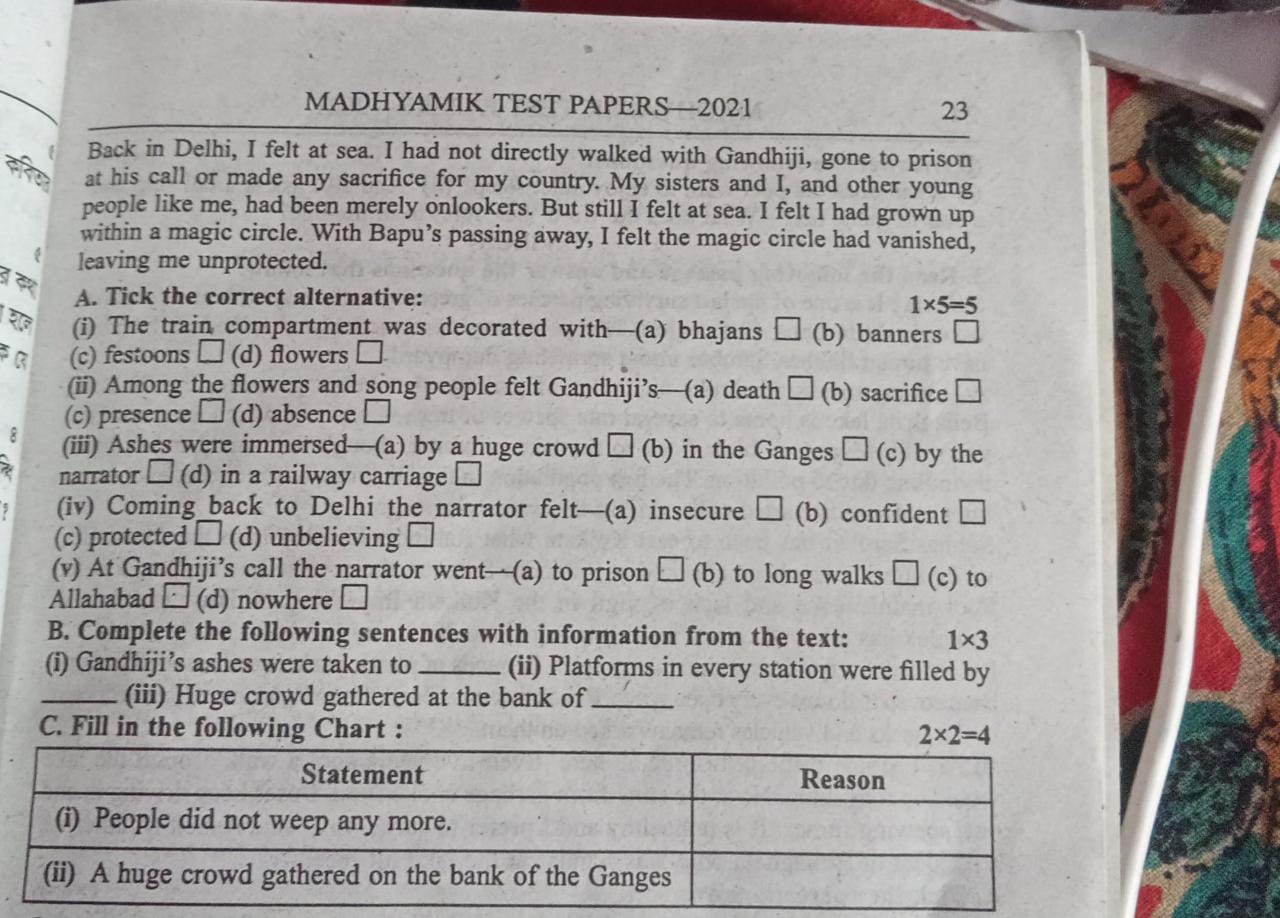 MADHYAMIK TEST PAPERS—2021 23
Back in Delhi, I felt at sea. I had not directly walked with Gandhiji, gone to prison
at his call or made any sacrifice for my country. My sisters and I, and other young
people like me, had been merely onlookers. But still I felt at sea. I felt I had grown up
within a magic circle. With Bapu's passing away, I felt the magic circle had vanished,
leaving me unprotected.
A. Tick the correct alternative: 1×5=5
(i) The train compartment was decorated with—(a) bhajans ☐ (b) banners ☐
(c) festoons ☐ (d) flowers ☐
(ii) Among the flowers and song people felt Gandhiji's—(a) death ☐ (b) sacrifice ☐
(c) presence ☐ (d) absence ☐
(iii) Ashes were immersed—(a) by a huge crowd ☐ (b) in the Ganges ☐ (c) by the
narrator ☐ (d) in a railway carriage ☐
(iv) Coming back to Delhi the narrator felt—(a) insecure ☐ (b) confident ☐
(c) protected ☐ (d) unbelieving ☐
(v) At Gandhiji's call the narrator went—(a) to prison ☐ (b) to long walks ☐ (c) to
Allahabad ☐ (d) nowhere ☐
B. Complete the following sentences with information from the text: 1×3
(i) Gandhiji's ashes were taken to ______ (ii) Platforms in every station were filled by
______ (iii) Huge crowd gathered at the bank of ______
C. Fill in the following Chart : 2×2=4
Statement Reason
(i) People did not weep any more.
(ii) A huge crowd gathered on the bank of the Ganges